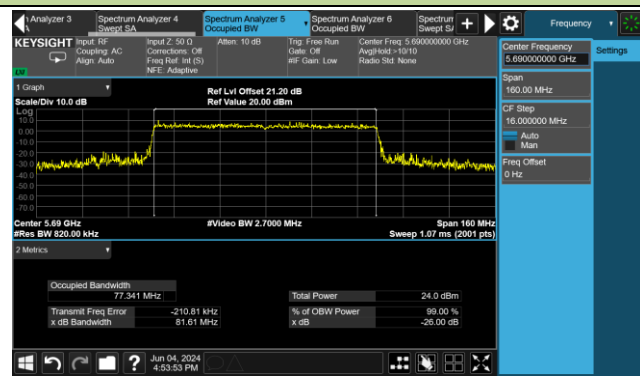 Analyzer 3
Swept SA
Spectrum Analyzer 4
Swept SA
Spectrum Analyzer 5
Occupied BW
Spectrum Analyzer 6
Occupied BW
Spectrum
Swept SA
Frequency
KEYSIGHT
Input: RF
Coupling: AC
Align: Auto
Input Z: 50 Ω
Corrections: Off
Freq Ref: Int (S)
NFE: Adaptive
Atten: 10 dB
Trig: Free Run
Gate: Off
#IF Gain: Low
Center Freq: 5.690000000 GHz
Avg|Hold:>10/10
Radio Std: None
Center Frequency
5.690000000 GHz
Settings
Span
160.00 MHz
CF Step
16.000000 MHz
Auto
Man
Freq Offset
0 Hz
1 Graph
Scale/Div 10.0 dB
Ref Lvl Offset 21.20 dB
Ref Value 20.00 dBm
Log
10.0
0.00
-10.0
-20.0
-30.0
-40.0
-50.0
-60.0
-70.0
Center 5.69 GHz
#Res BW 820.00 kHz
#Video BW 2.7000 MHz
Span 160 MHz
Sweep 1.07 ms (2001 pts)
2 Metrics
Occupied Bandwidth
77.341 MHz
Total Power
24.0 dBm
Transmit Freq Error
-210.81 kHz
% of OBW Power
99.00 %
x dB Bandwidth
81.61 MHz
x dB
-26.00 dB
Jun 04, 2024
4:53:53 PM